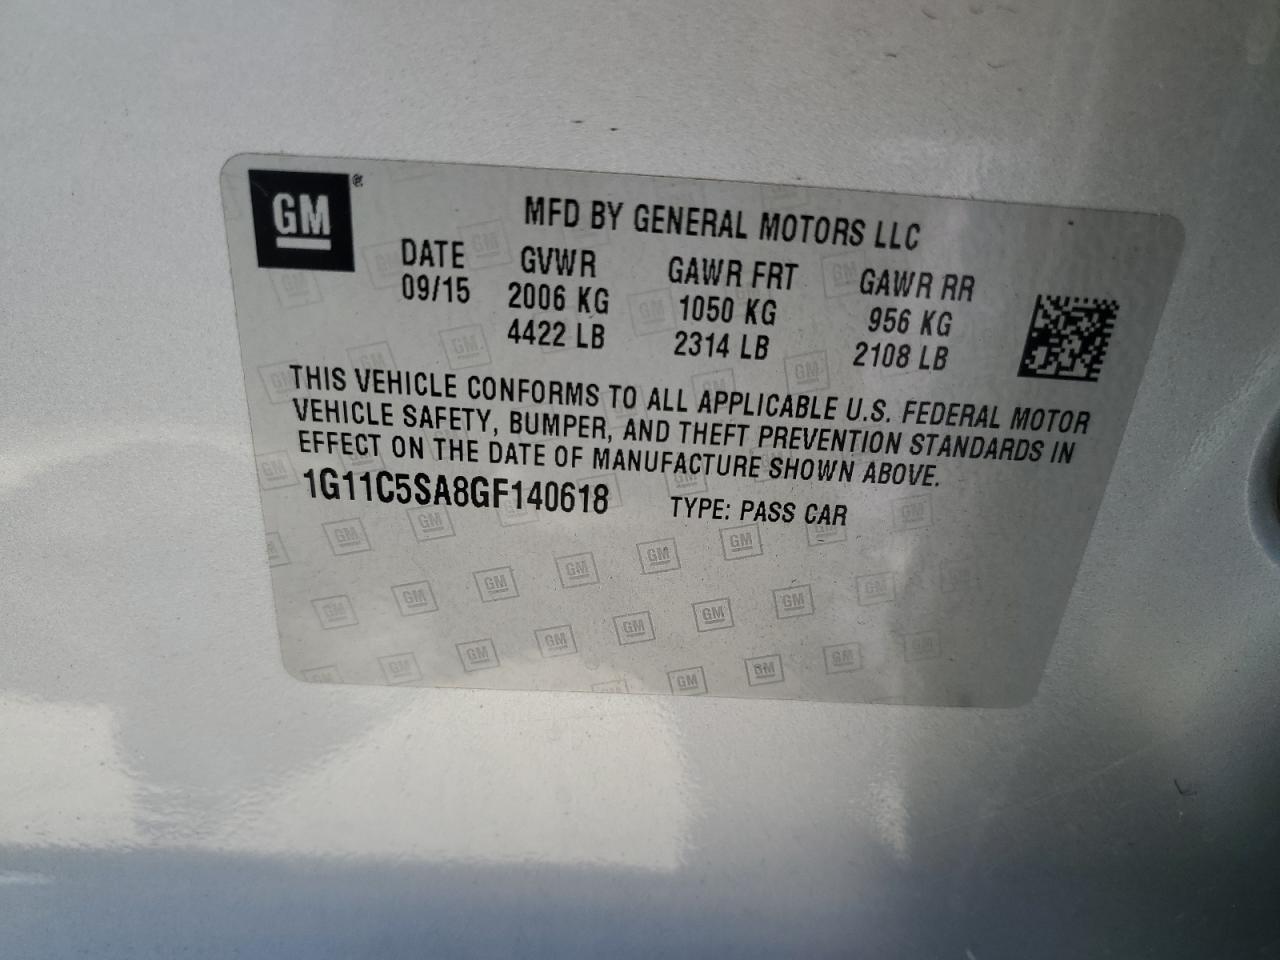 GM ®
MFD BY GENERAL MOTORS LLC
DATE GVWR GAWR FRT GAWR RR
09/15 2006 KG 1050 KG 956 KG
4422 LB 2314 LB 2108 LB
THIS VEHICLE CONFORMS TO ALL APPLICABLE U.S. FEDERAL MOTOR
VEHICLE SAFETY, BUMPER, AND THEFT PREVENTION STANDARDS IN
EFFECT ON THE DATE OF MANUFACTURE SHOWN ABOVE.
1G11C5SA8GF140618 TYPE: PASS CAR